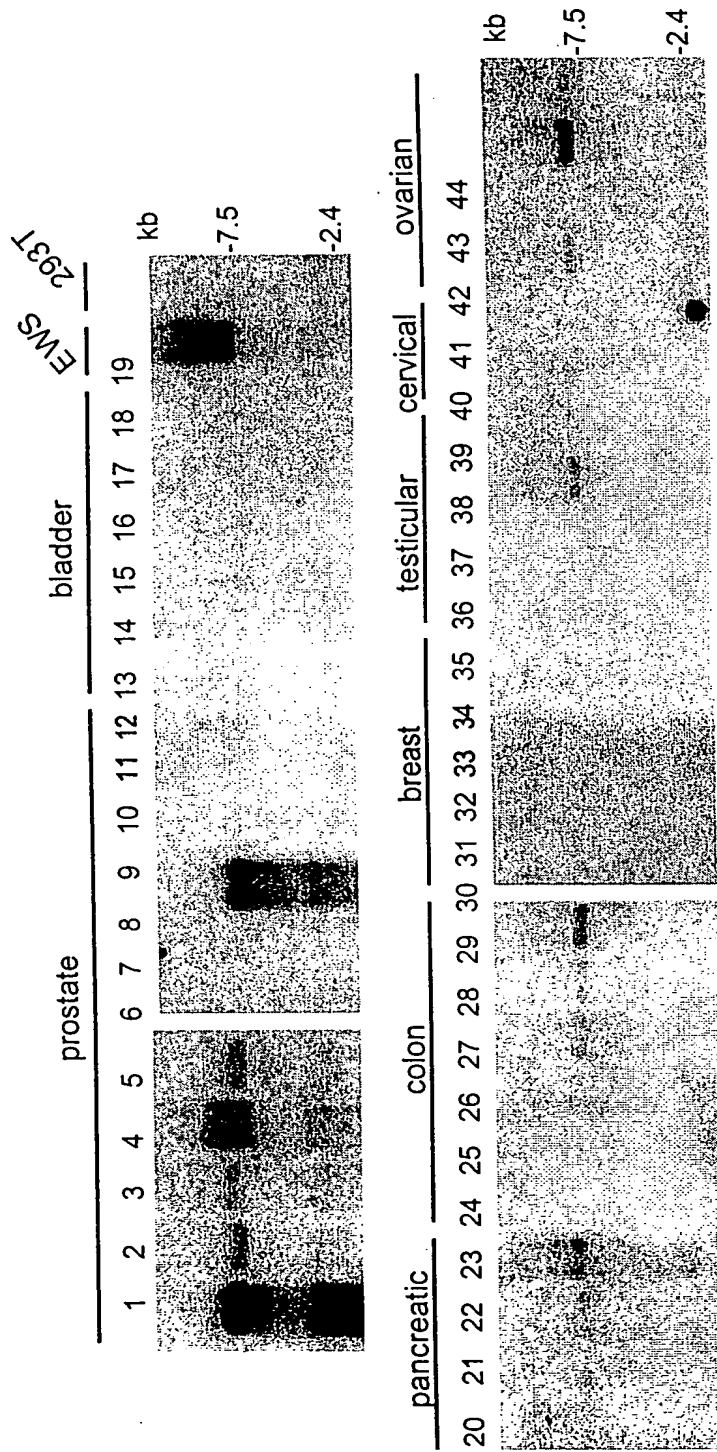 prostate bladder EWS 293T
1 2 3 4 5 6 7 8 9 10 11 12 13 14 15 16 17 18 19
kb
-7.5
-2.4
pancreatic colon breast testicular cervical ovarian
20 21 22 23 24 25 26 27 28 29 30 31 32 33 34 35 36 37 38 39 40 41 42 43 44
kb
-7.5
-2.4